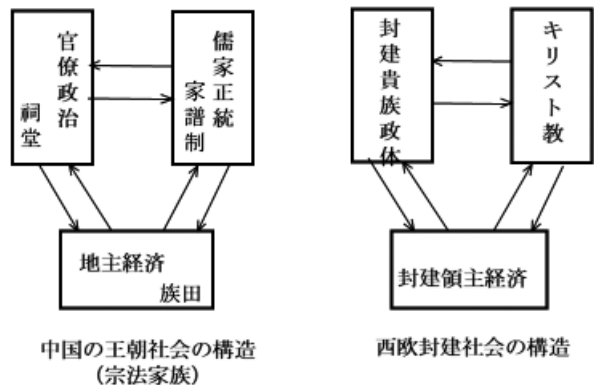 官僚政治
祠堂
儒家正統
家譜制
地主経済
族田
中国の王朝社会の構造
（宗法家族）
封建貴族政体
キリスト教
封建領主経済
西欧封建社会の構造